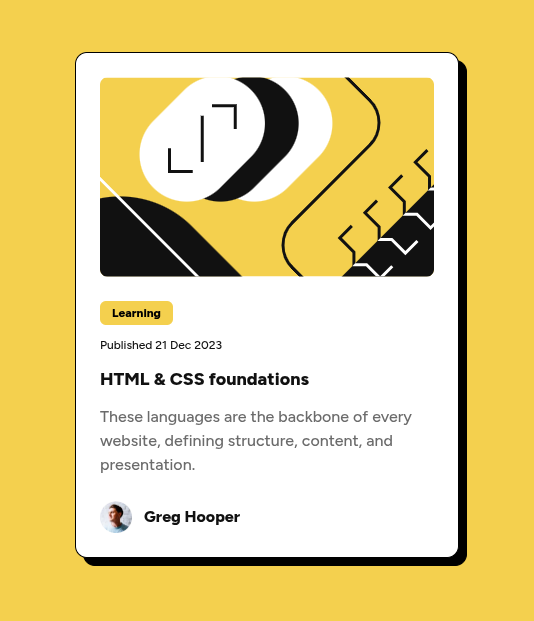 Learning
Published 21 Dec 2023
HTML & CSS foundations
These languages are the backbone of every
website, defining structure, content, and
presentation.
Greg Hooper